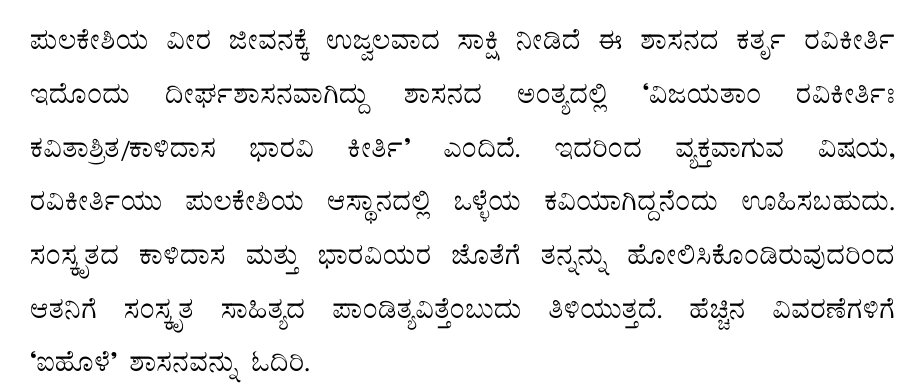 ಪುಲಕೇಶಿಯ ವೀರ ಜೀವನಕ್ಕೆ ಉಜ್ವಲವಾದ ಸಾಕ್ಷಿ ನೀಡಿದೆ ಈ ಶಾಸನದ ಕರ್ತೃ ರವಿಕೀರ್ತಿ
ಇದೊಂದು ದೀರ್ಘಶಾಸನವಾಗಿದ್ದು ಶಾಸನದ ಅಂತ್ಯದಲ್ಲಿ ‘ವಿಜಯತಾಂ ರವಿಕೀರ್ತಿಃ
ಕವಿತಾಶ್ರಿತ/ಕಾಳಿದಾಸ ಭಾರವಿ ಕೀರ್ತಿ’ ಎಂದಿದೆ. ಇದರಿಂದ ವ್ಯಕ್ತವಾಗುವ ವಿಷಯ,
ರವಿಕೀರ್ತಿಯು ಪುಲಕೇಶಿಯ ಆಸ್ಥಾನದಲ್ಲಿ ಒಳ್ಳೆಯ ಕವಿಯಾಗಿದ್ದನೆಂದು ಊಹಿಸಬಹುದು.
ಸಂಸ್ಕೃತದ ಕಾಳಿದಾಸ ಮತ್ತು ಭಾರವಿಯರ ಜೊತೆಗೆ ತನ್ನನ್ನು ಹೋಲಿಸಿಕೊಂಡಿರುವುದರಿಂದ
ಆತನಿಗೆ ಸಂಸ್ಕೃತ ಸಾಹಿತ್ಯದ ಪಾಂಡಿತ್ಯವಿತ್ತೆಂಬುದು ತಿಳಿಯುತ್ತದೆ. ಹೆಚ್ಚಿನ ವಿವರಣೆಗಳಿಗೆ
‘ಐಹೊಳೆ’ ಶಾಸನವನ್ನು ಓದಿರಿ.